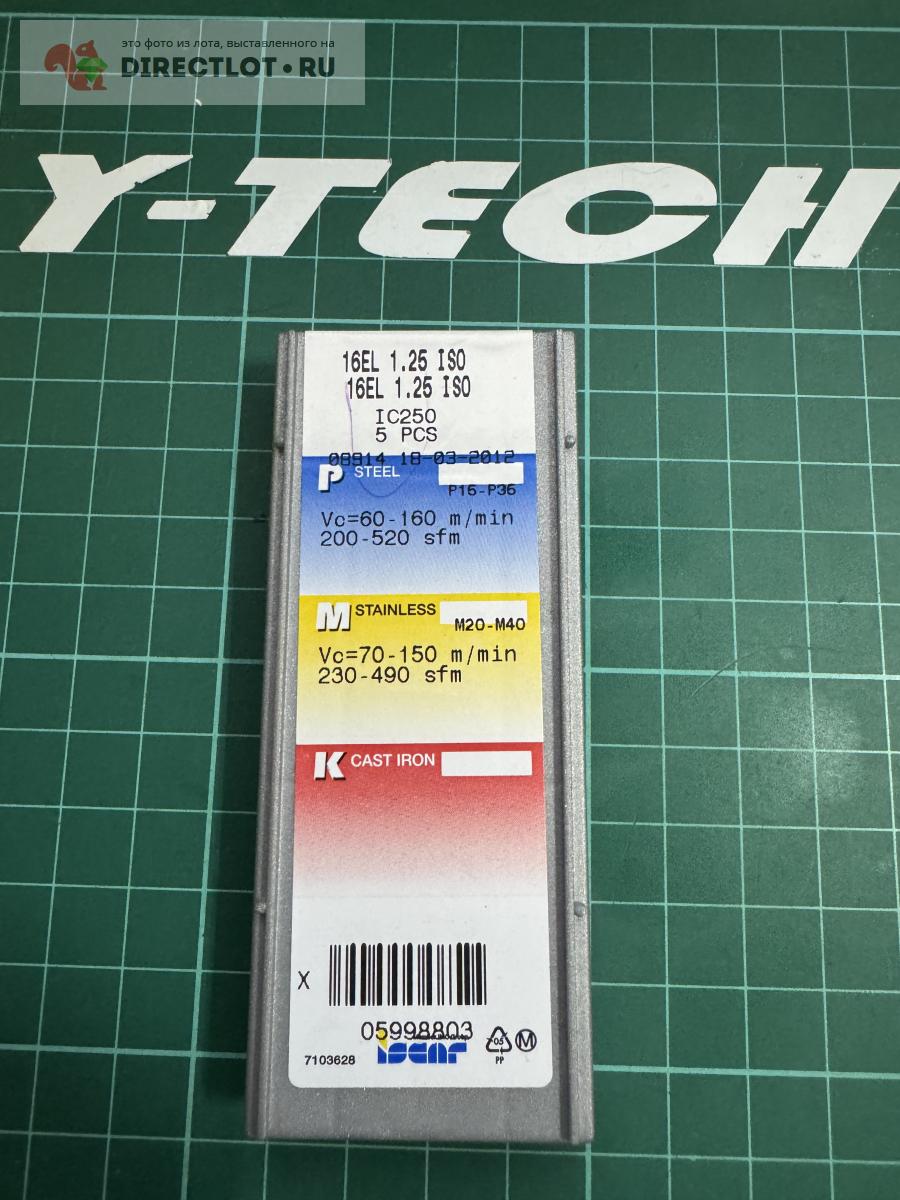 это фото из лота, выставленного на
DIRECTLOT•RU
Y-TECH
16EL 1.25 ISO
16EL 1.25 ISO
IC250
5 PCS
08914 18-03-2012
P STEEL
P15-P35
Vc=60-160 m/min
200-520 sfm
M STAINLESS
M20-M40
Vc=70-150 m/min
230-490 sfm
K CAST IRON
X
05998803
7103628 iscar 05 M
PP